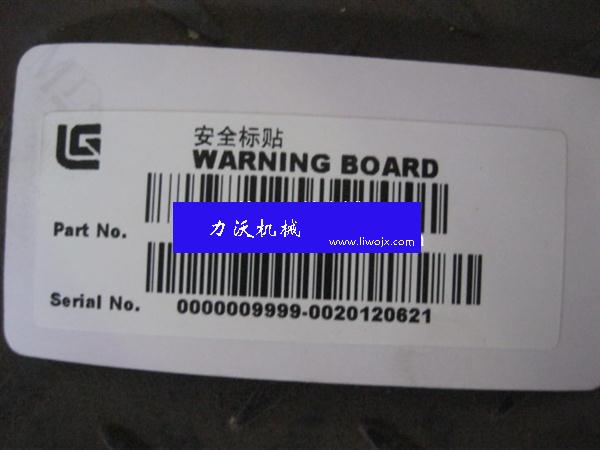 LG
安全标贴
WARNING BOARD
Part No.
力沃机械
www.liwojx.com
Serial No.
0000009999-0020120621